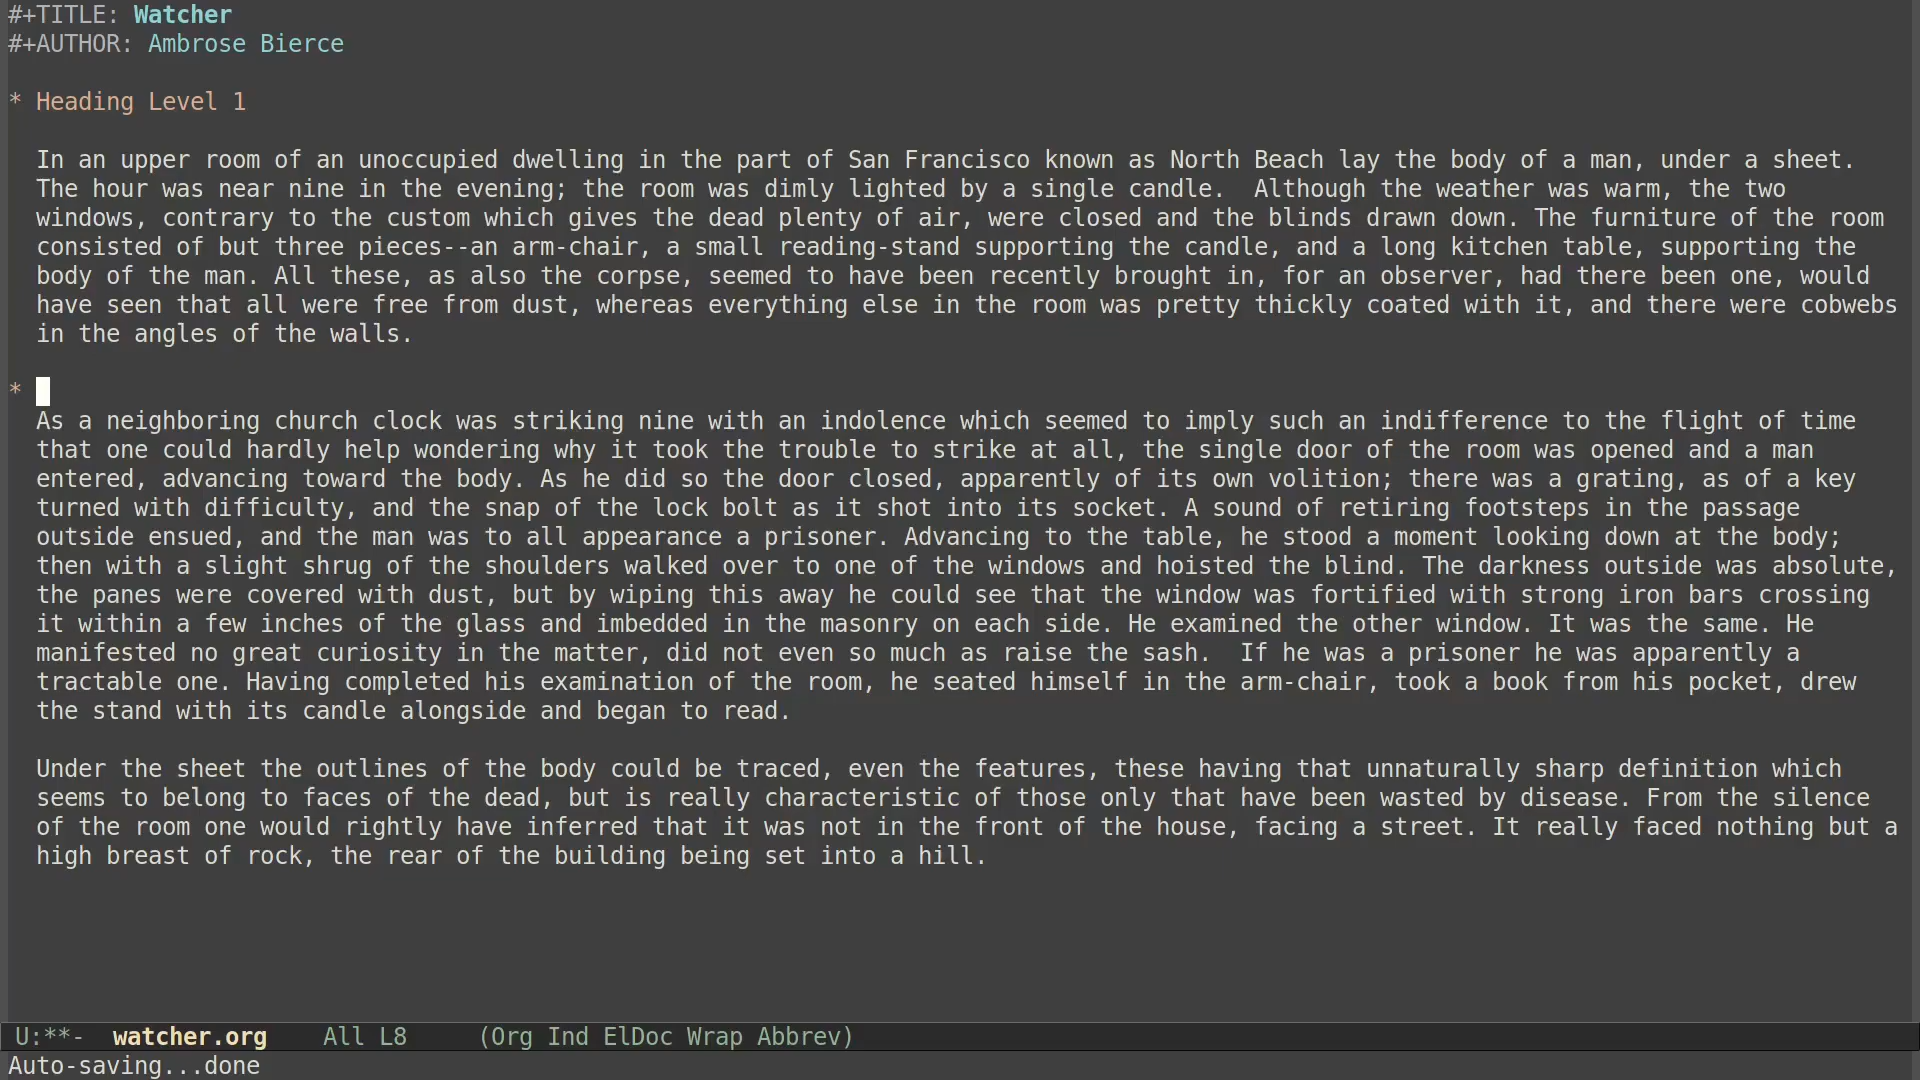 #+TITLE: Watcher
#+AUTHOR: Ambrose Bierce
* Heading Level 1
In an upper room of an unoccupied dwelling in the part of San Francisco known as North Beach lay the body of a man, under a sheet.
The hour was near nine in the evening; the room was dimly lighted by a single candle.  Although the weather was warm, the two
windows, contrary to the custom which gives the dead plenty of air, were closed and the blinds drawn down. The furniture of the room
consisted of but three pieces--an arm-chair, a small reading-stand supporting the candle, and a long kitchen table, supporting the
body of the man. All these, as also the corpse, seemed to have been recently brought in, for an observer, had there been one, would
have seen that all were free from dust, whereas everything else in the room was pretty thickly coated with it, and there were cobwebs
in the angles of the walls.
*
As a neighboring church clock was striking nine with an indolence which seemed to imply such an indifference to the flight of time
that one could hardly help wondering why it took the trouble to strike at all, the single door of the room was opened and a man
entered, advancing toward the body. As he did so the door closed, apparently of its own volition; there was a grating, as of a key
turned with difficulty, and the snap of the lock bolt as it shot into its socket. A sound of retiring footsteps in the passage
outside ensued, and the man was to all appearance a prisoner. Advancing to the table, he stood a moment looking down at the body;
then with a slight shrug of the shoulders walked over to one of the windows and hoisted the blind. The darkness outside was absolute,
the panes were covered with dust, but by wiping this away he could see that the window was fortified with strong iron bars crossing
it within a few inches of the glass and imbedded in the masonry on each side. He examined the other window. It was the same. He
manifested no great curiosity in the matter, did not even so much as raise the sash.  If he was a prisoner he was apparently a
tractable one. Having completed his examination of the room, he seated himself in the arm-chair, took a book from his pocket, drew
the stand with its candle alongside and began to read.
Under the sheet the outlines of the body could be traced, even the features, these having that unnaturally sharp definition which
seems to belong to faces of the dead, but is really characteristic of those only that have been wasted by disease. From the silence
of the room one would rightly have inferred that it was not in the front of the house, facing a street. It really faced nothing but a
high breast of rock, the rear of the building being set into a hill.
U:**-  watcher.org    All L8     (Org Ind ElDoc Wrap Abbrev)
Auto-saving...done